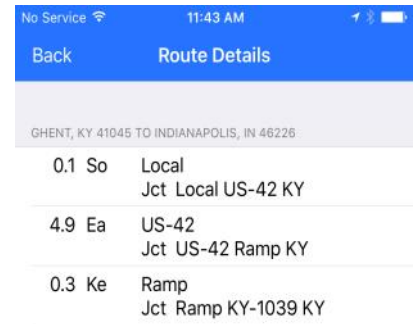 No Service 11:43 AM
Back Route Details
GHENT, KY 41045 TO INDIANAPOLIS, IN 46226
0.1 So Local
Jct Local US-42 KY
4.9 Ea US-42
Jct US-42 Ramp KY
0.3 Ke Ramp
Jct Ramp KY-1039 KY